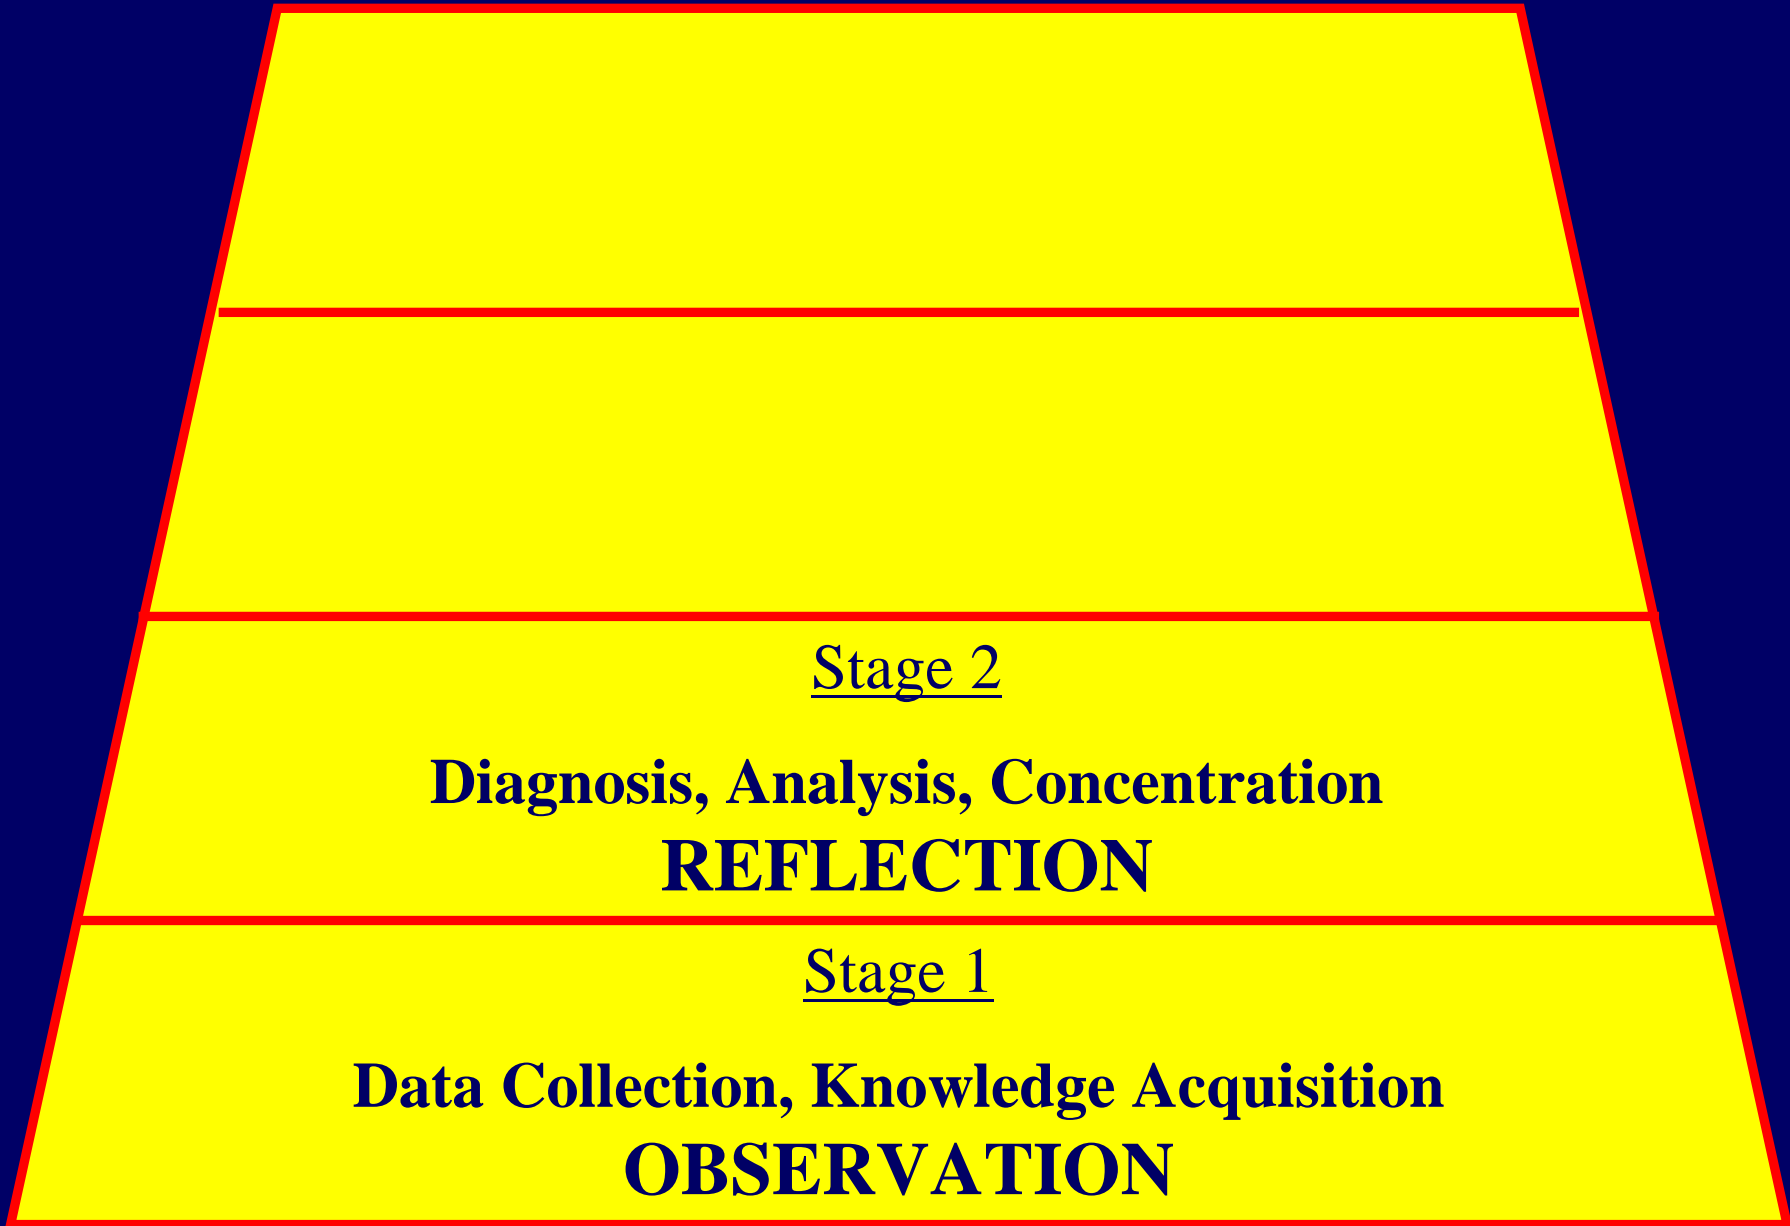 Stage 2
Diagnosis, Analysis, Concentration
REFLECTION
Stage 1
Data Collection, Knowledge Acquisition
OBSERVATION